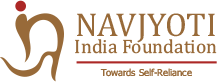 NAVJYOTI
India Foundation
Towards Self-Reliance